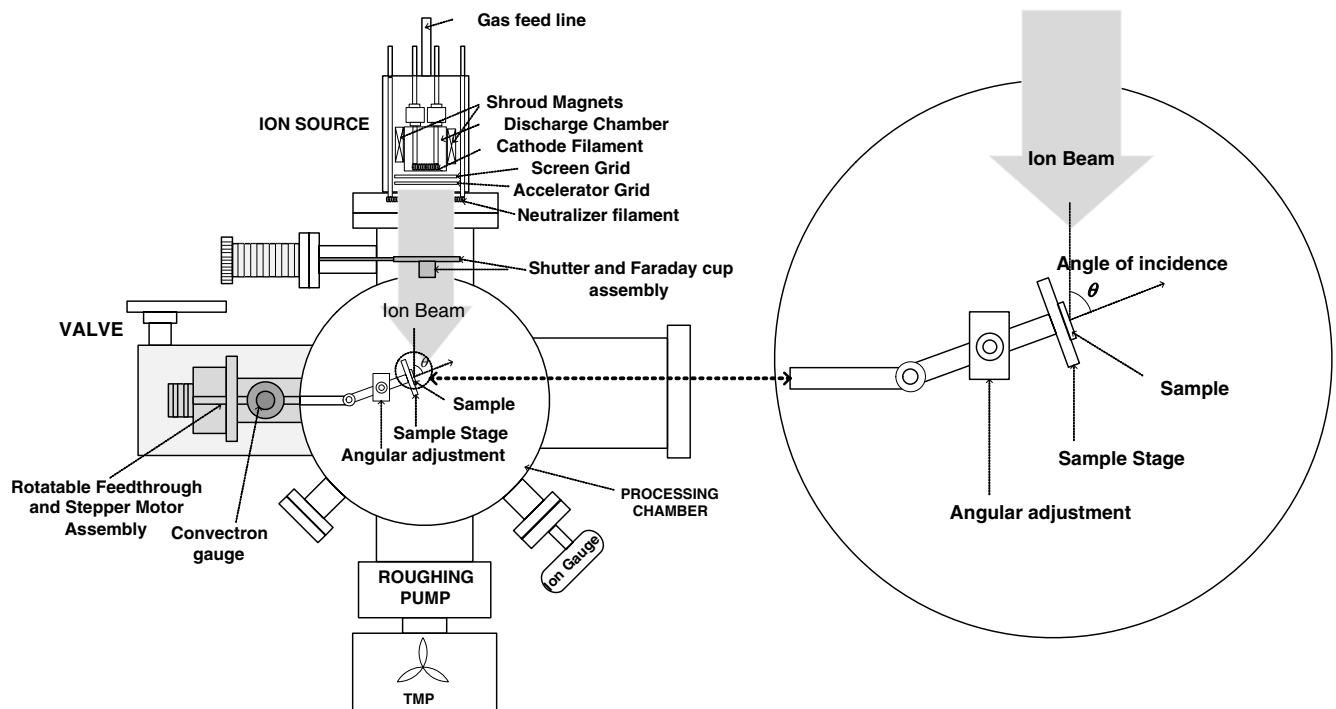 Gas feed line
Shroud Magnets
ION SOURCE
Discharge Chamber
Cathode Filament
Screen Grid
Accelerator Grid
Neutralizer filament
Shutter and Faraday cup
assembly
Ion Beam
VALVE
θ
Sample
Sample Stage
Angular adjustment
Rotatable Feedthrough
and Stepper Motor
Assembly
Convectron
gauge
PROCESSING
CHAMBER
Ion Gauge
ROUGHING
PUMP
TMP
Ion Beam
Angle of incidence
θ
Sample
Sample Stage
Angular adjustment